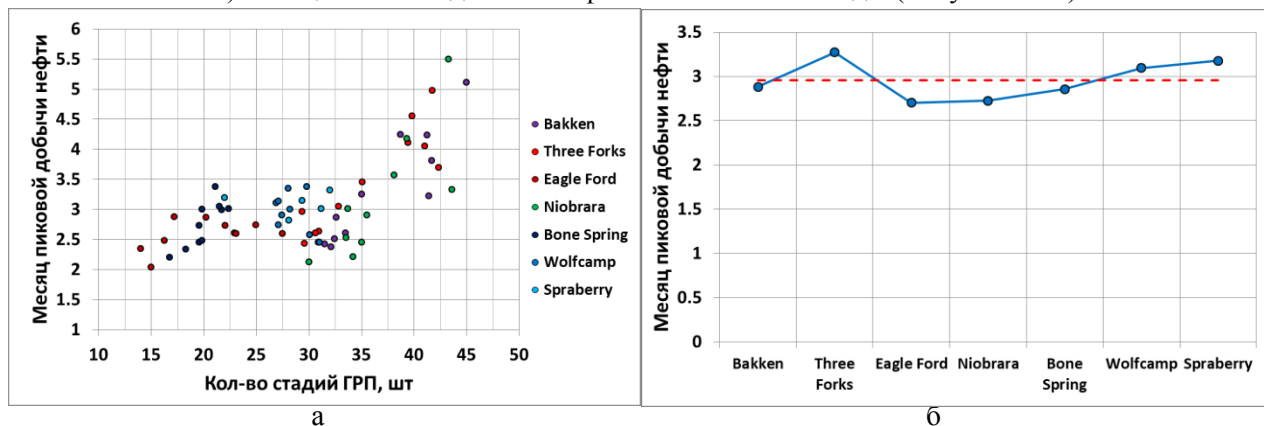 Месяц пиковой добычи нефти
6
5.5
5
4.5
4
3.5
3
2.5
2
1.5
1
10 15 20 25 30 35 40 45 50
Кол-во стадий ГРП, шт
Bakken
Three Forks
Eagle Ford
Niobrara
Bone Spring
Wolfcamp
Spraberry
а
Месяц пиковой добычи нефти
3.5
3
2.5
2
1.5
1
0.5
0
Bakken Three Eagle Ford Niobrara Bone Wolfcamp Spraberry
Forks Spring
б